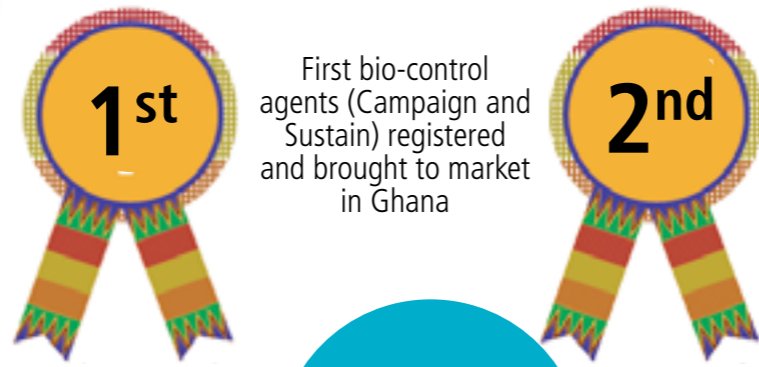 1st
First bio-control
agents (Campaign and
Sustain) registered
and brought to market
in Ghana
2nd